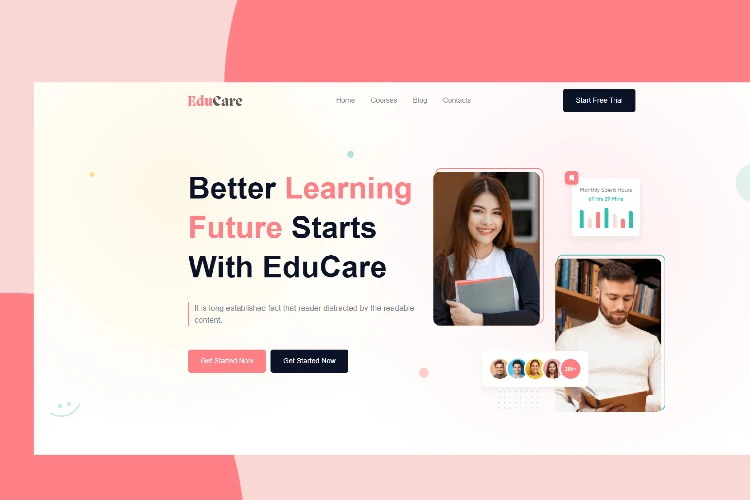 EduCare
Home Courses Blog Contacts
Start Free Trial
Better Learning
Future Starts
With EduCare
It is long established fact that reader distracted by the readable
content.
Get Started Now
Get Started Now
Monthly Spent Hours
67 Hrs 29 Mins